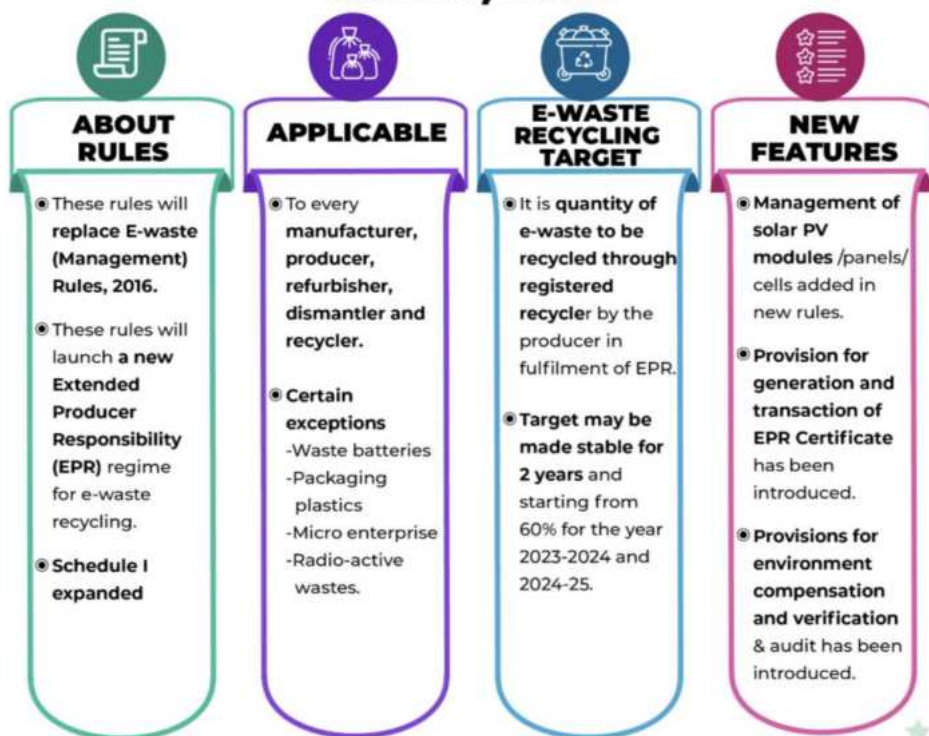 ABOUT
RULES
These rules will
replace E-waste
(Management)
Rules, 2016.
These rules will
launch a new
Extended
Producer
Responsibility
(EPR) regime
for e-waste
recycling.
Schedule I
expanded
APPLICABLE
To every
manufacturer,
producer,
refurbisher,
dismantler and
recycler.
Certain
exceptions
-Waste batteries
-Packaging
plastics
-Micro enterprise
-Radio-active
wastes.
E-WASTE
RECYCLING
TARGET
It is quantity of
e-waste to be
recycled through
registered
recycler by the
producer in
fulfilment of EPR.
Target may be
made stable for
2 years and
starting from
60% for the year
2023-2024 and
2024-25.
NEW
FEATURES
Management of
solar PV
modules /panels/
cells added in
new rules.
Provision for
generation and
transaction of
EPR Certificate
has been
introduced.
Provisions for
environment
compensation
and verification
& audit has been
introduced.